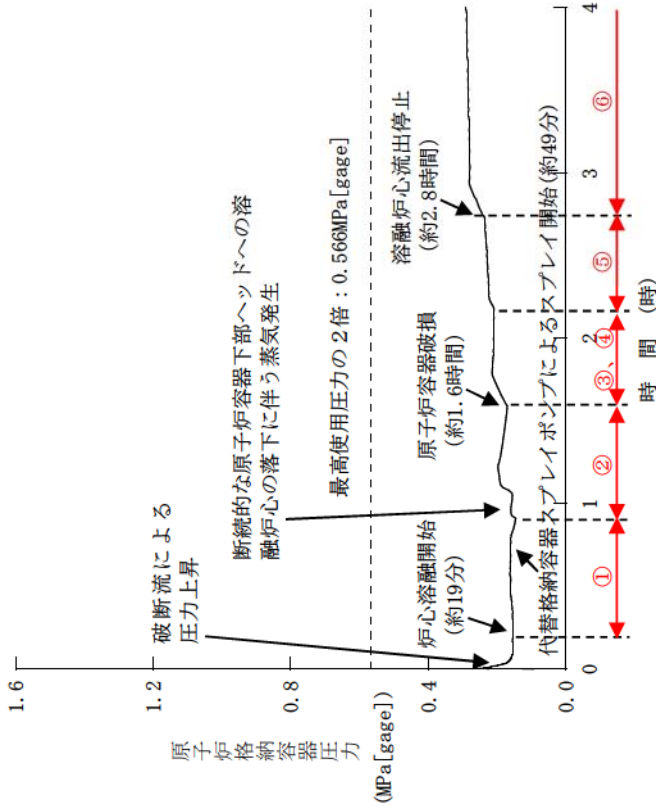 原子炉格納容器圧力
(MPa[gage])
1.6
1.2
0.8
0.4
0.0
破断流による
圧力上昇
断続的な原子炉容器下部ヘッドへの溶
融炉心の落下に伴う蒸気発生
最高使用圧力の2倍：0.566MPa[gage]
炉心溶融開始
(約19分)
原子炉容器破損
(約1.6時間)
溶融炉心流出停止
(約2.8時間)
代替格納容器スプレイポンプによるスプレイ開始(約49分)
0
1
2
3
4
①
②
③、④
⑤
⑥
時間
(時)